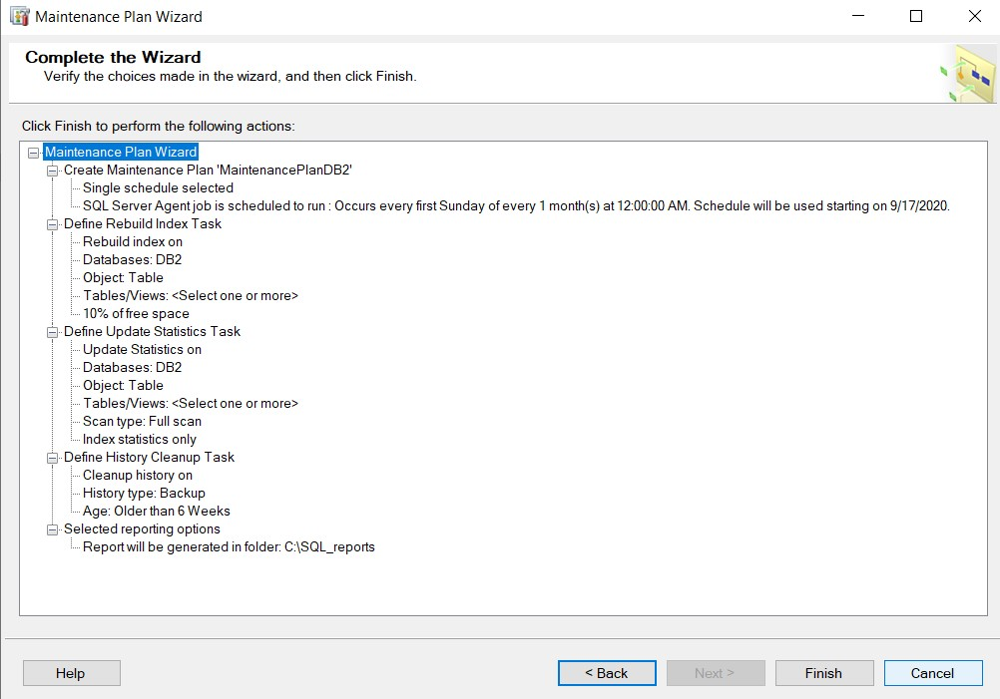 Maintenance Plan Wizard
Complete the Wizard
Verify the choices made in the wizard, and then click Finish.
Click Finish to perform the following actions:
Maintenance Plan Wizard
Create Maintenance Plan 'MaintenancePlanDB2'
Single schedule selected
SQL Server Agent job is scheduled to run : Occurs every first Sunday of every 1 month(s) at 12:00:00 AM. Schedule will be used starting on 9/17/2020.
Define Rebuild Index Task
Rebuild index on
Databases: DB2
Object: Table
Tables/Views: <Select one or more>
10% of free space
Define Update Statistics Task
Update Statistics on
Databases: DB2
Object: Table
Tables/Views: <Select one or more>
Scan type: Full scan
Index statistics only
Define History Cleanup Task
Cleanup history on
History type: Backup
Age: Older than 6 Weeks
Selected reporting options
Report will be generated in folder: C:\SQL_reports
Help
< Back
Next >
Finish
Cancel